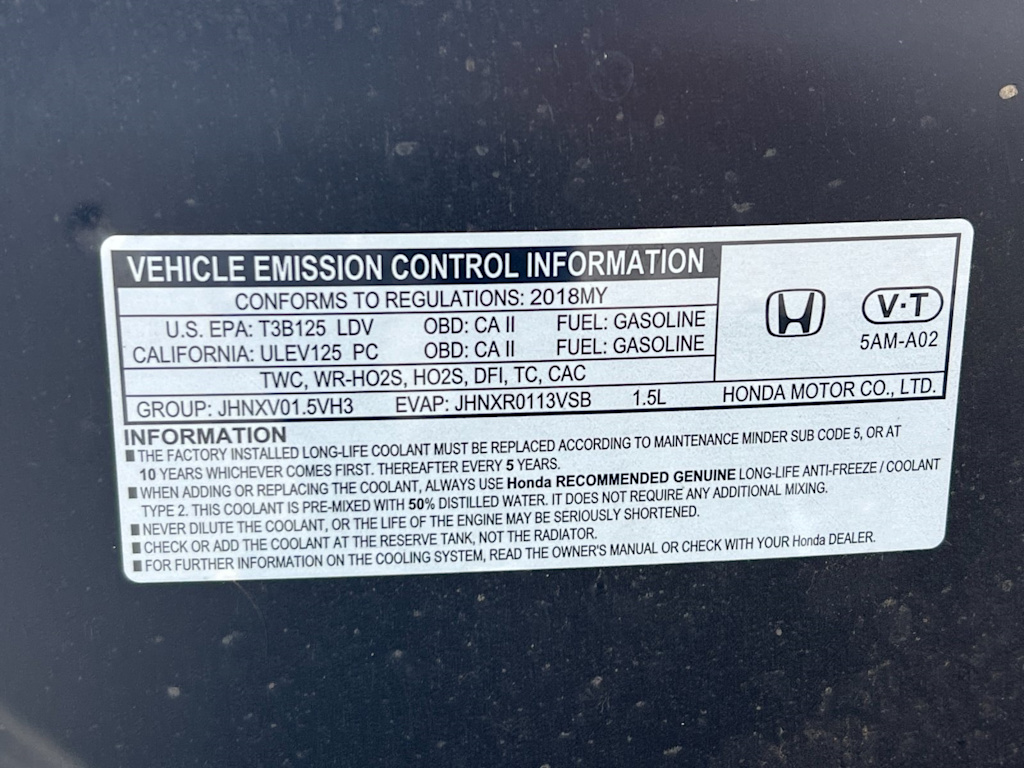 VEHICLE EMISSION CONTROL INFORMATION
CONFORMS TO REGULATIONS: 2018MY
U.S. EPA: T3B125 LDV OBD: CA II FUEL: GASOLINE
CALIFORNIA: ULEV125 PC OBD: CA II FUEL: GASOLINE
TWC, WR-HO2S, HO2S, DFI, TC, CAC
GROUP: JHNXV01.5VH3 EVAP: JHNXR0113VSB 1.5L
V·T
5AM-A02
HONDA MOTOR CO., LTD.
INFORMATION
■ THE FACTORY INSTALLED LONG-LIFE COOLANT MUST BE REPLACED ACCORDING TO MAINTENANCE MINDER SUB CODE 5, OR AT
10 YEARS WHICHEVER COMES FIRST. THEREAFTER EVERY 5 YEARS.
■ WHEN ADDING OR REPLACING THE COOLANT, ALWAYS USE Honda RECOMMENDED GENUINE LONG-LIFE ANTI-FREEZE / COOLANT
TYPE 2. THIS COOLANT IS PRE-MIXED WITH 50% DISTILLED WATER. IT DOES NOT REQUIRE ANY ADDITIONAL MIXING.
■ NEVER DILUTE THE COOLANT, OR THE LIFE OF THE ENGINE MAY BE SERIOUSLY SHORTENED.
■ CHECK OR ADD THE COOLANT AT THE RESERVE TANK, NOT THE RADIATOR.
■ FOR FURTHER INFORMATION ON THE COOLING SYSTEM, READ THE OWNER'S MANUAL OR CHECK WITH YOUR Honda DEALER.